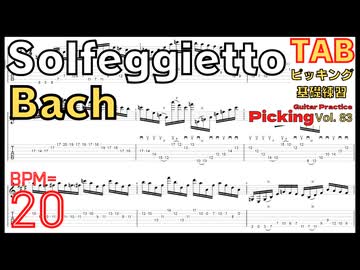 Solfeggietto
TAB
ピッキング
Bach
基礎練習
Guitar Practice
Picking Vol. 83
BPM=
20